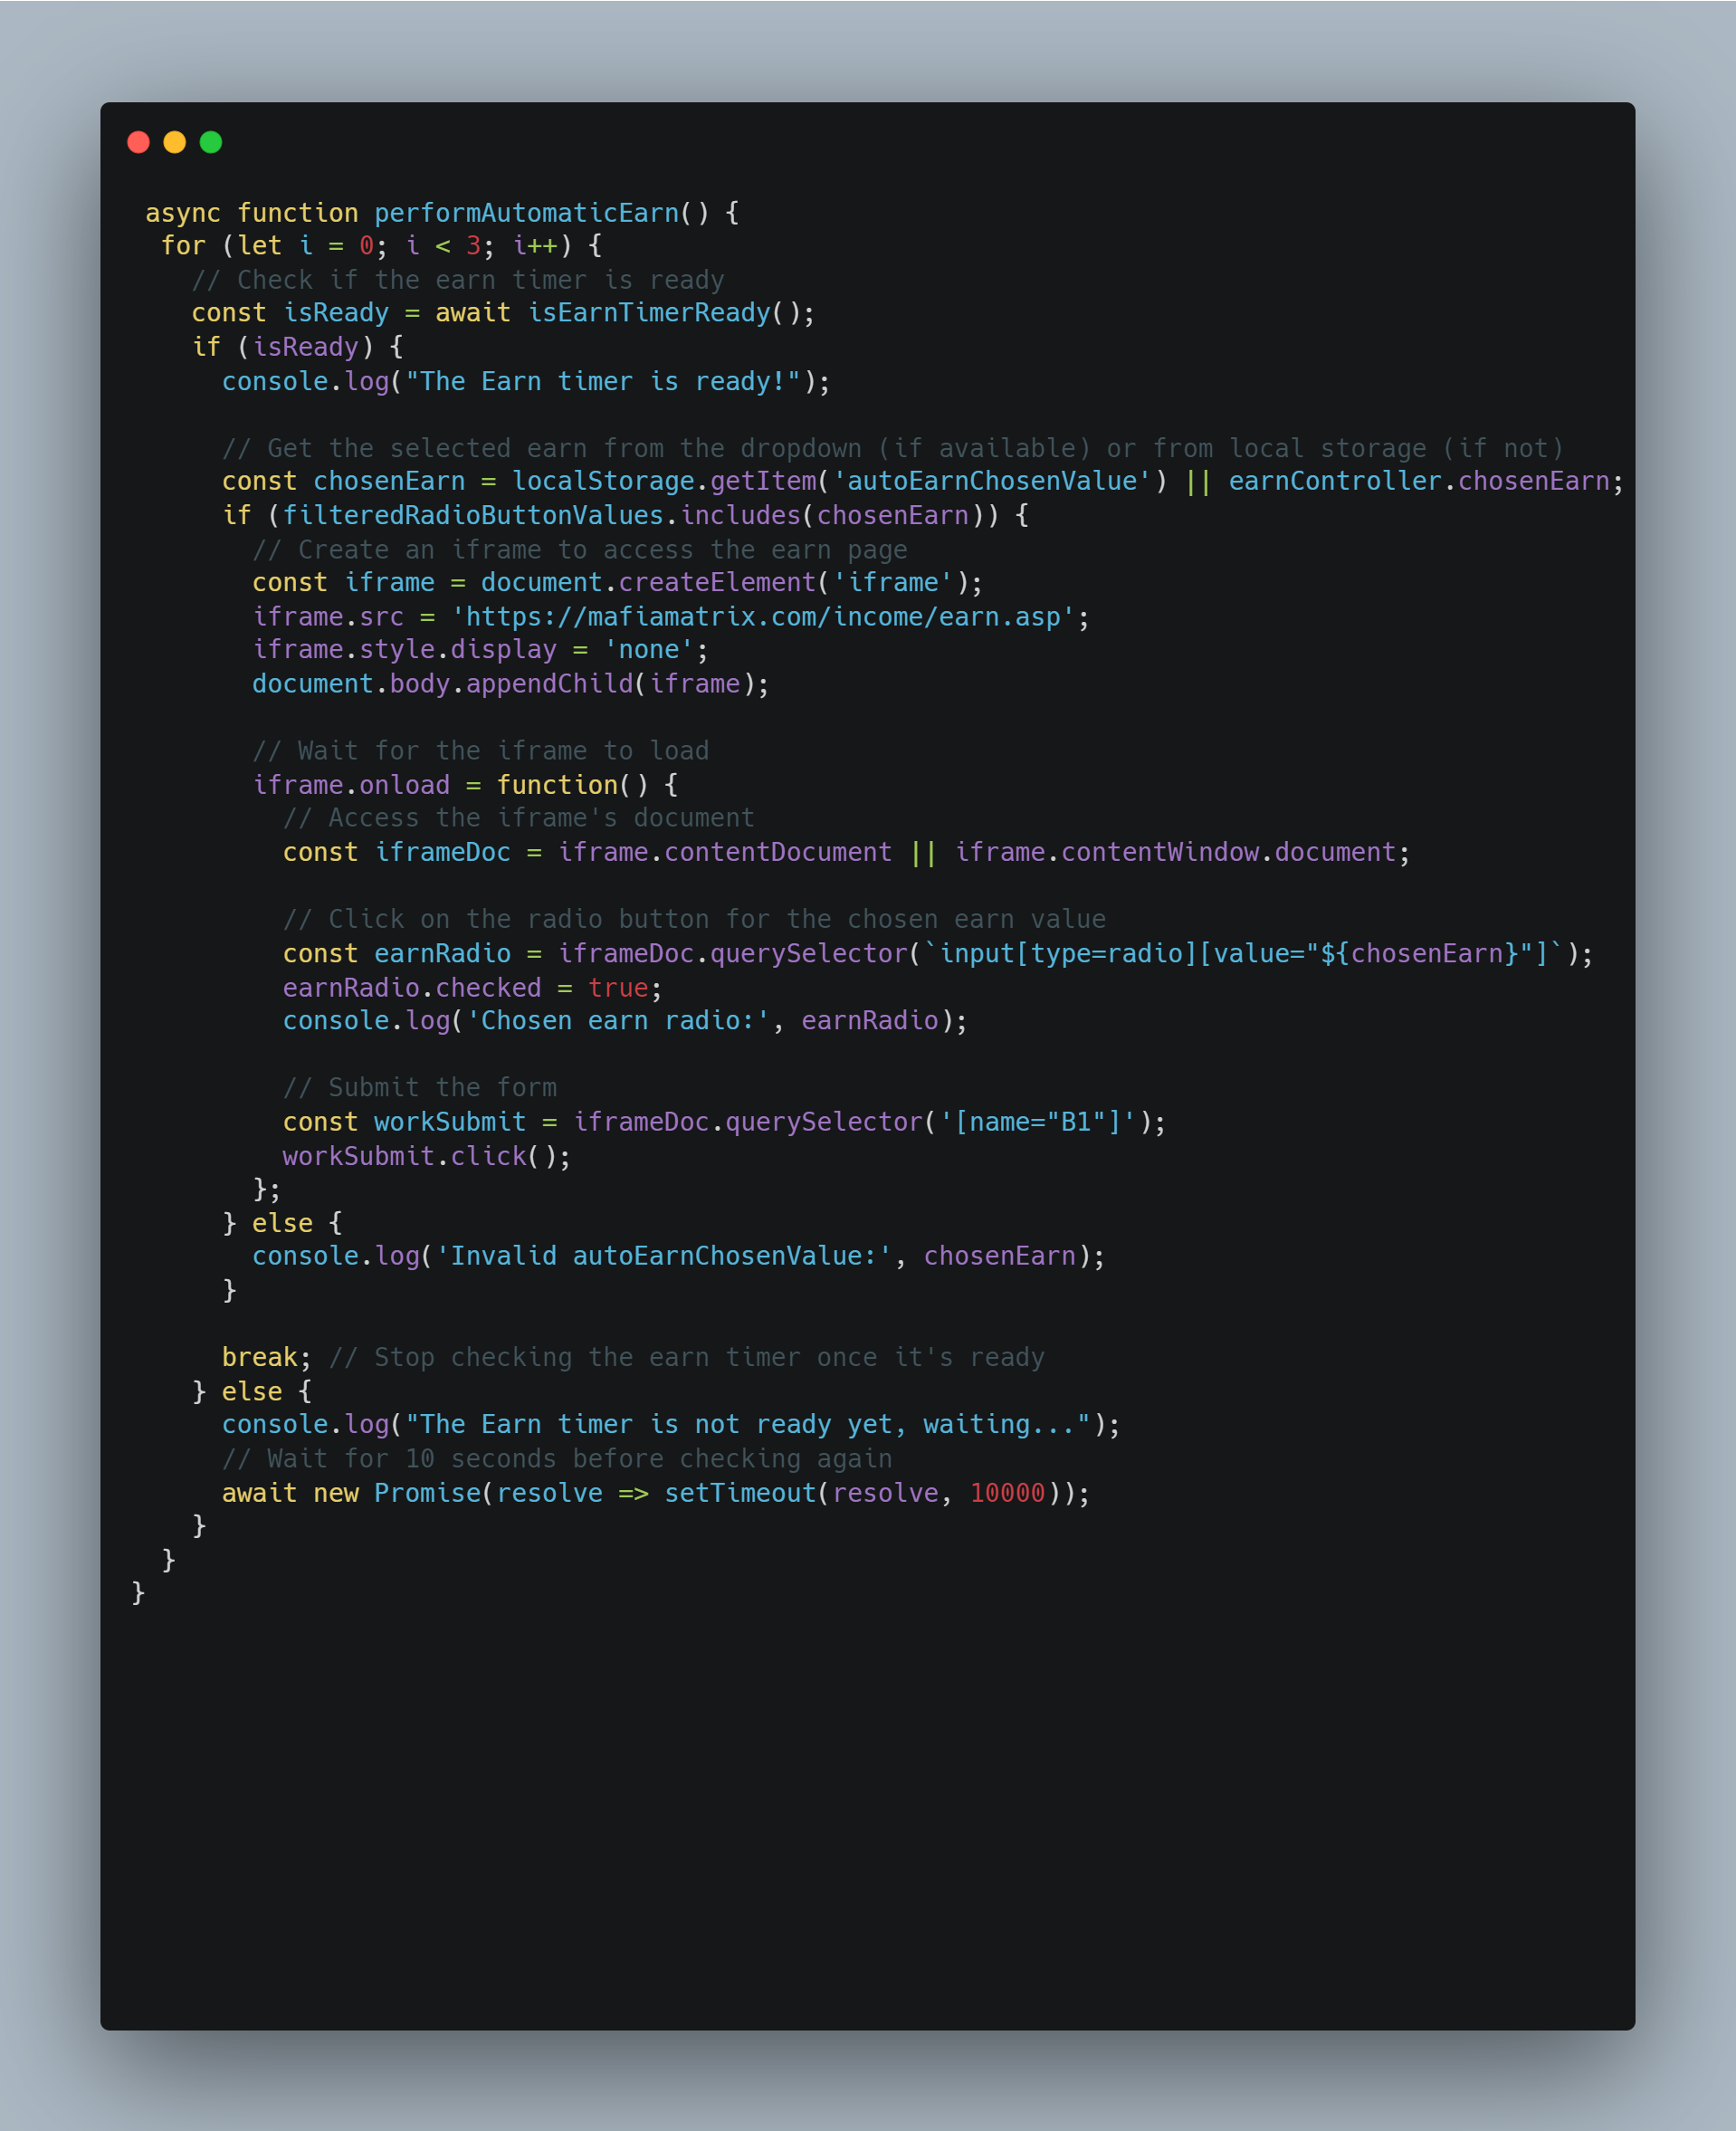 async function performAutomaticEarn() {
for (let i = 0; i < 3; i++) {
// Check if the earn timer is ready
const isReady = await isEarnTimerReady();
if (isReady) {
console.log("The Earn timer is ready!");
// Get the selected earn from the dropdown (if available) or from local storage (if not)
const chosenEarn = localStorage.getItem('autoEarnChosenValue') || earnController.chosenEarn;
if (filteredRadioButtonValues.includes(chosenEarn)) {
// Create an iframe to access the earn page
const iframe = document.createElement('iframe');
iframe.src = 'https://mafiamatrix.com/income/earn.asp';
iframe.style.display = 'none';
document.body.appendChild(iframe);
// Wait for the iframe to load
iframe.onload = function() {
// Access the iframe's document
const iframeDoc = iframe.contentDocument || iframe.contentWindow.document;
// Click on the radio button for the chosen earn value
const earnRadio = iframeDoc.querySelector(`input[type=radio][value="${chosenEarn}"]`);
earnRadio.checked = true;
console.log('Chosen earn radio:', earnRadio);
// Submit the form
const workSubmit = iframeDoc.querySelector('[name="B1"]');
workSubmit.click();
};
} else {
console.log('Invalid autoEarnChosenValue:', chosenEarn);
}
break; // Stop checking the earn timer once it's ready
} else {
console.log("The Earn timer is not ready yet, waiting...");
// Wait for 10 seconds before checking again
await new Promise(resolve => setTimeout(resolve, 10000));
}
}
}